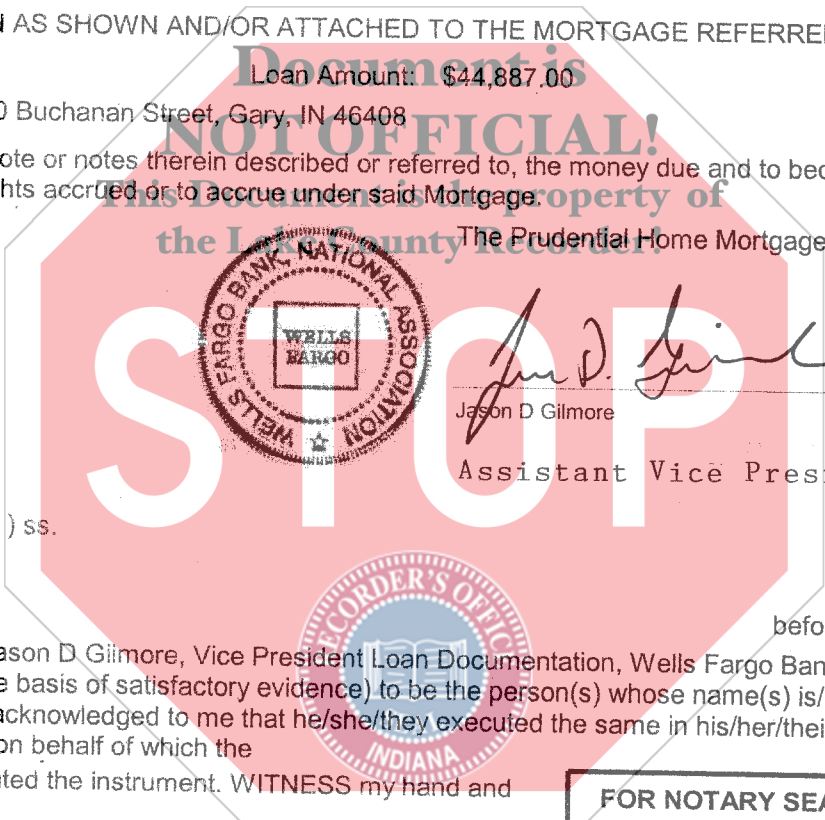 N AS SHOWN AND/OR ATTACHED TO THE MORTGAGE REFERRE
Document is
Loan Amount: $44,887.00
0 Buchanan Street, Gary, IN 46408
NOT OFFICIAL!
ote or notes therein described or referred to, the money due and to bec
hts accrued or to accrue under said Mortgage.
This Document is the property of
the Lake County Recorder!
The Prudential Home Mortgage
WELLS FARGO BANK, NATIONAL ASSOCIATION
WELLS
FARGO
STOP
Jason D Gilmore
Assistant Vice Presi
) ss.
RECORDER'S OFFICE
befo
ason D Gilmore, Vice President Loan Documentation, Wells Fargo Ban
e basis of satisfactory evidence) to be the person(s) whose name(s) is/
acknowledged to me that he/she/they executed the same in his/her/thei
on behalf of which the
INDIANA
ted the instrument. WITNESS my hand and
FOR NOTARY SEA